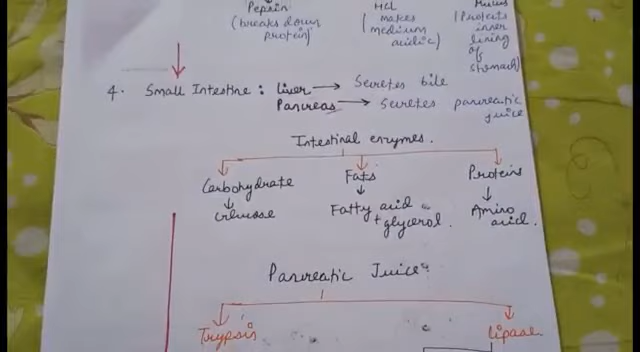 Pepsin HCL Mucus
(breaks down protein) (makes medium acidic) (Protects inner lining of stomach)
4. Small Intestine : Liver → Secretes bile
Pancreas → Secretes pancreatic juice
Intestinal enzymes.
Carbohydrate Fats Proteins
↓ ↓ ↓
Glucose Fatty acid + glycerol. Amino acid.
Pancreatic Juice
Trypsin Lipase